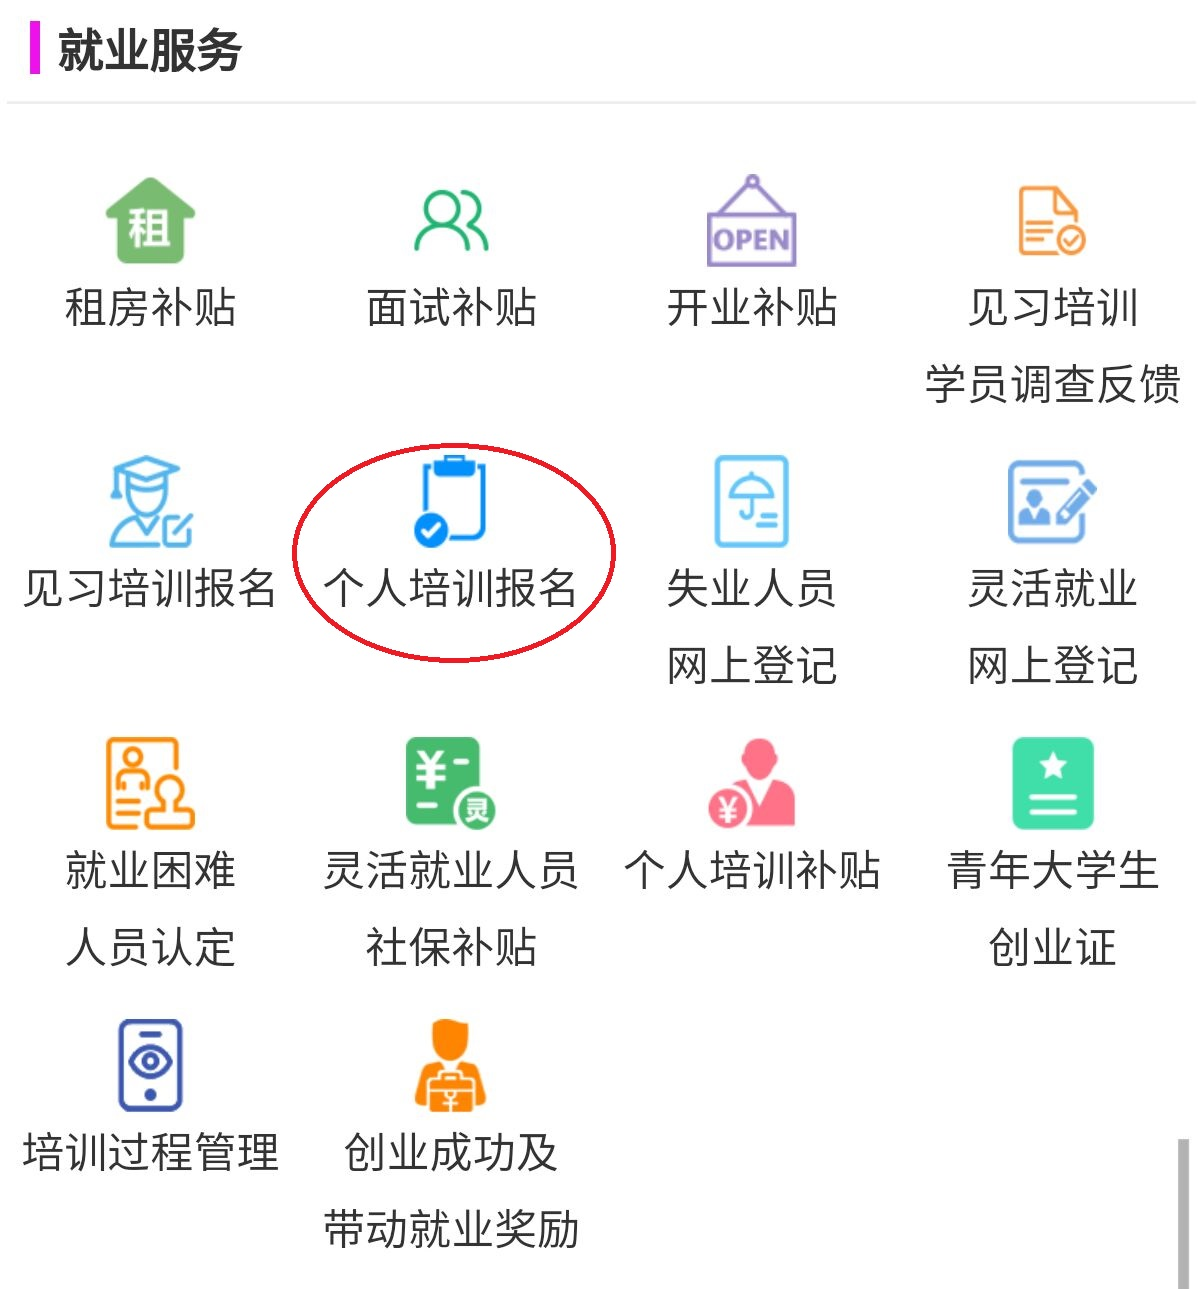 就业服务
租
OPEN
租房补贴
面试补贴
开业补贴
见习培训
学员调查反馈
见习培训报名
个人培训报名
失业人员
网上登记
灵活就业
网上登记
¥
灵
¥
就业困难
人员认定
灵活就业人员
社保补贴
个人培训补贴
青年大学生
创业证
¥
培训过程管理
创业成功及
带动就业奖励